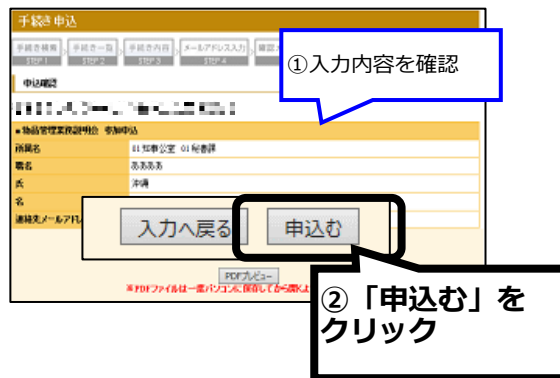 手続き申込
手続き検索 手続き一覧 手続き内容 メールアドレス入力
STEP 1 STEP 2 STEP 3 STEP 4
①入力内容を確認
申込確認
■物品管理業務説明会 参加申込
所属名 01 知事公室 01 秘書課
職名 ああああ
氏 沖縄
名
連絡先メールアドレ
入力へ戻る 申込む
PDFプレビュー
※PDFファイルは一度パソコンに保存してから開くよ
②「申込む」を
クリック